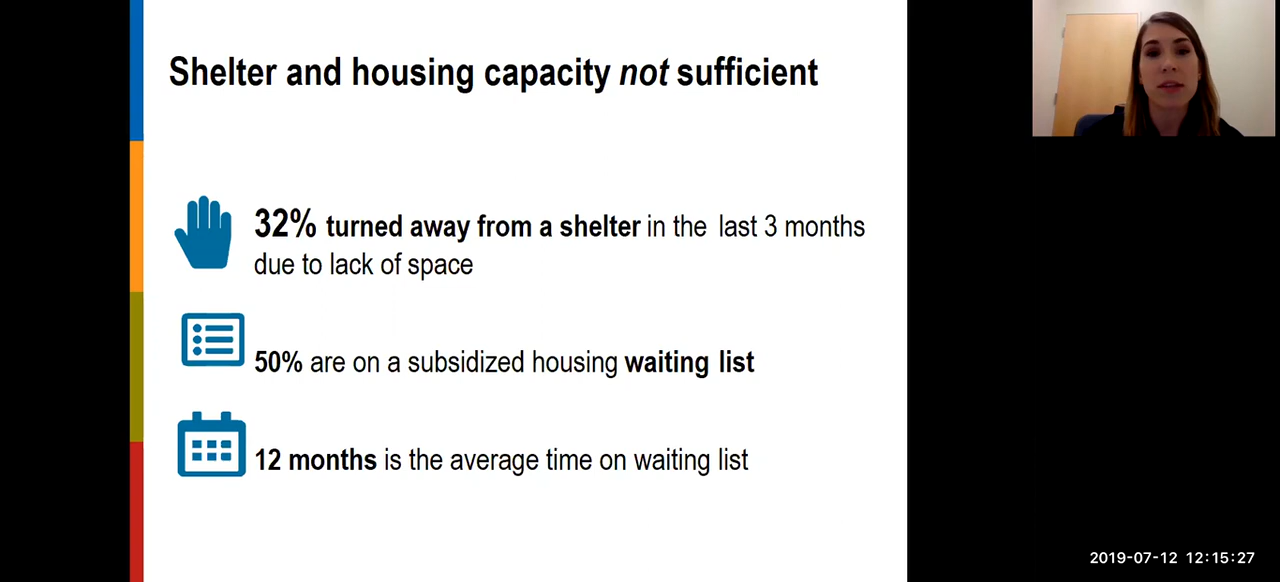 Shelter and housing capacity not sufficient
32% turned away from a shelter in the last 3 months
due to lack of space
50% are on a subsidized housing waiting list
12 months is the average time on waiting list
2019-07-12 12:15:27